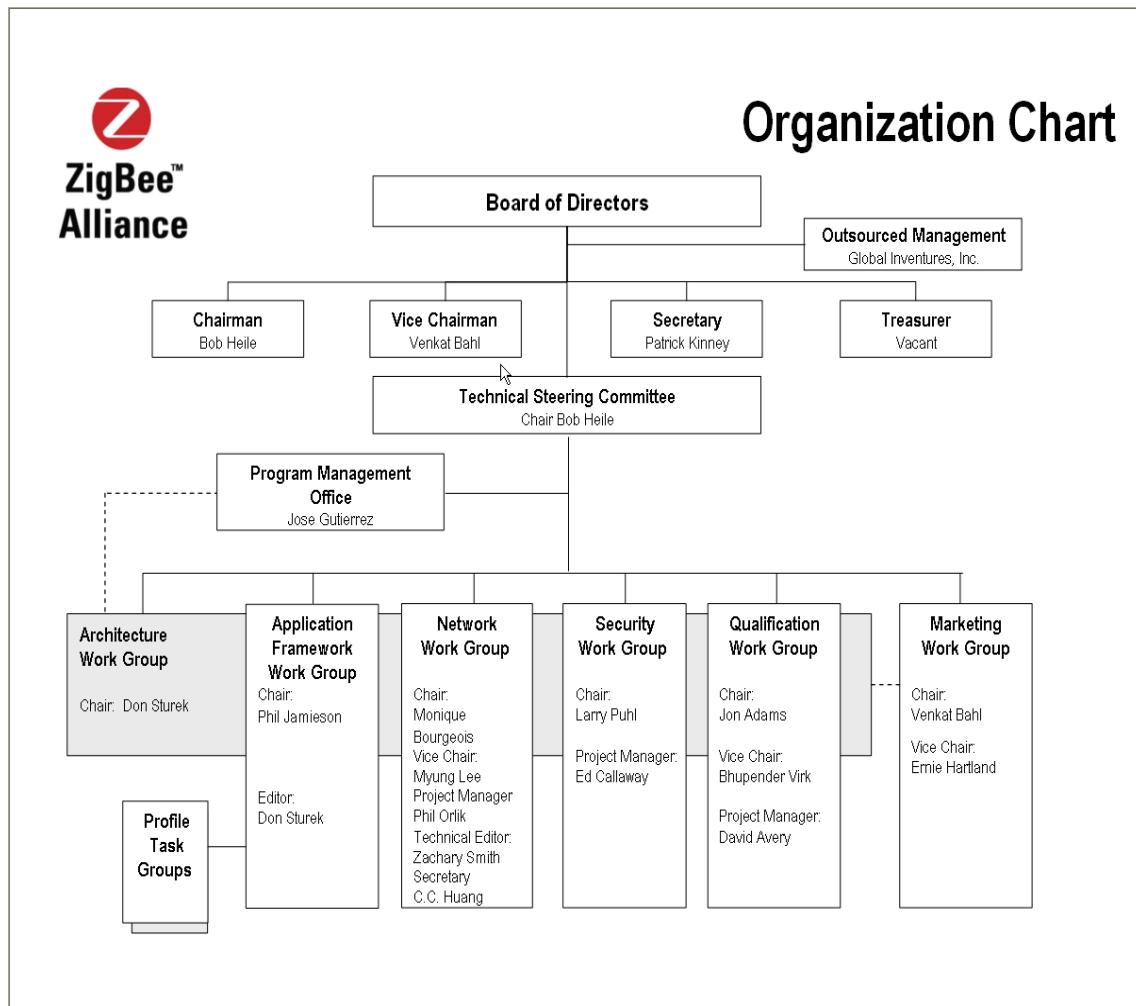 Organization Chart
ZigBee™
Alliance
Board of Directors
Outsourced Management
Global Inventures, Inc.
Chairman
Bob Heile
Vice Chairman
Venkat Bahl
Secretary
Patrick Kinney
Treasurer
Vacant
Technical Steering Committee
Chair Bob Heile
Program Management
Office
Jose Gutierrez
Architecture
Work Group
Chair: Don Sturek
Application
Framework
Work Group
Chair:
Phil Jamieson
Editor:
Don Sturek
Network
Work Group
Chair:
Monique
Bourgeois
Vice Chair:
Myung Lee
Project Manager
Phil Orlik
Technical Editor:
Zachary Smith
Secretary
C.C. Huang
Security
Work Group
Chair:
Larry Puhl
Project Manager:
Ed Callaway
Qualification
Work Group
Chair:
Jon Adams
Vice Chair:
Bhupender Virk
Project Manager:
David Avery
Marketing
Work Group
Chair:
Venkat Bahl
Vice Chair:
Ernie Hartland
Profile
Task
Groups